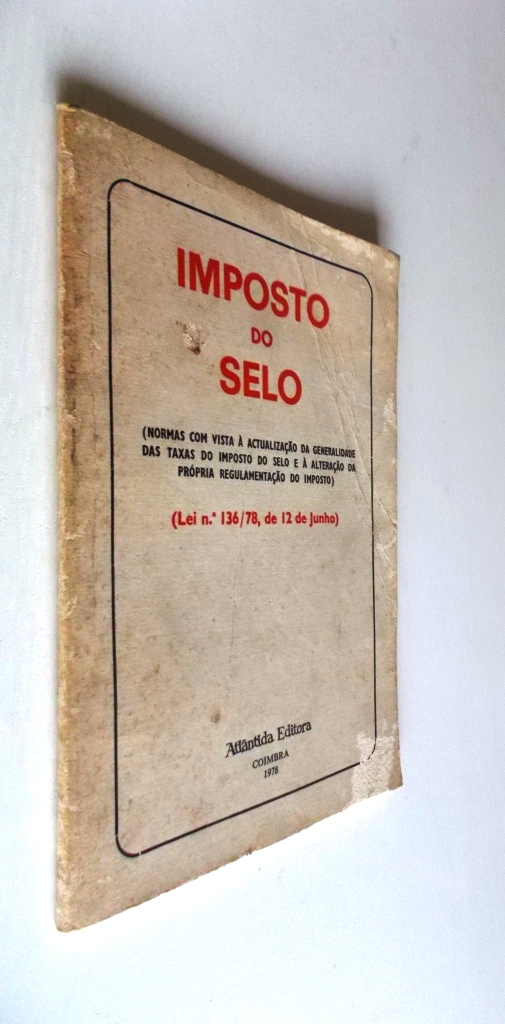 IMPOSTO
DO
SELO
(NORMAS COM VISTA À ACTUALIZAÇÃO DA GENERALIDADE
DAS TAXAS DO IMPOSTO DO SELO E À ALTERAÇÃO DA
PRÓPRIA REGULAMENTAÇÃO DO IMPOSTO)
(Lei n.º 136/78, de 12 de Junho)
Atlântida Editora
COIMBRA
1978